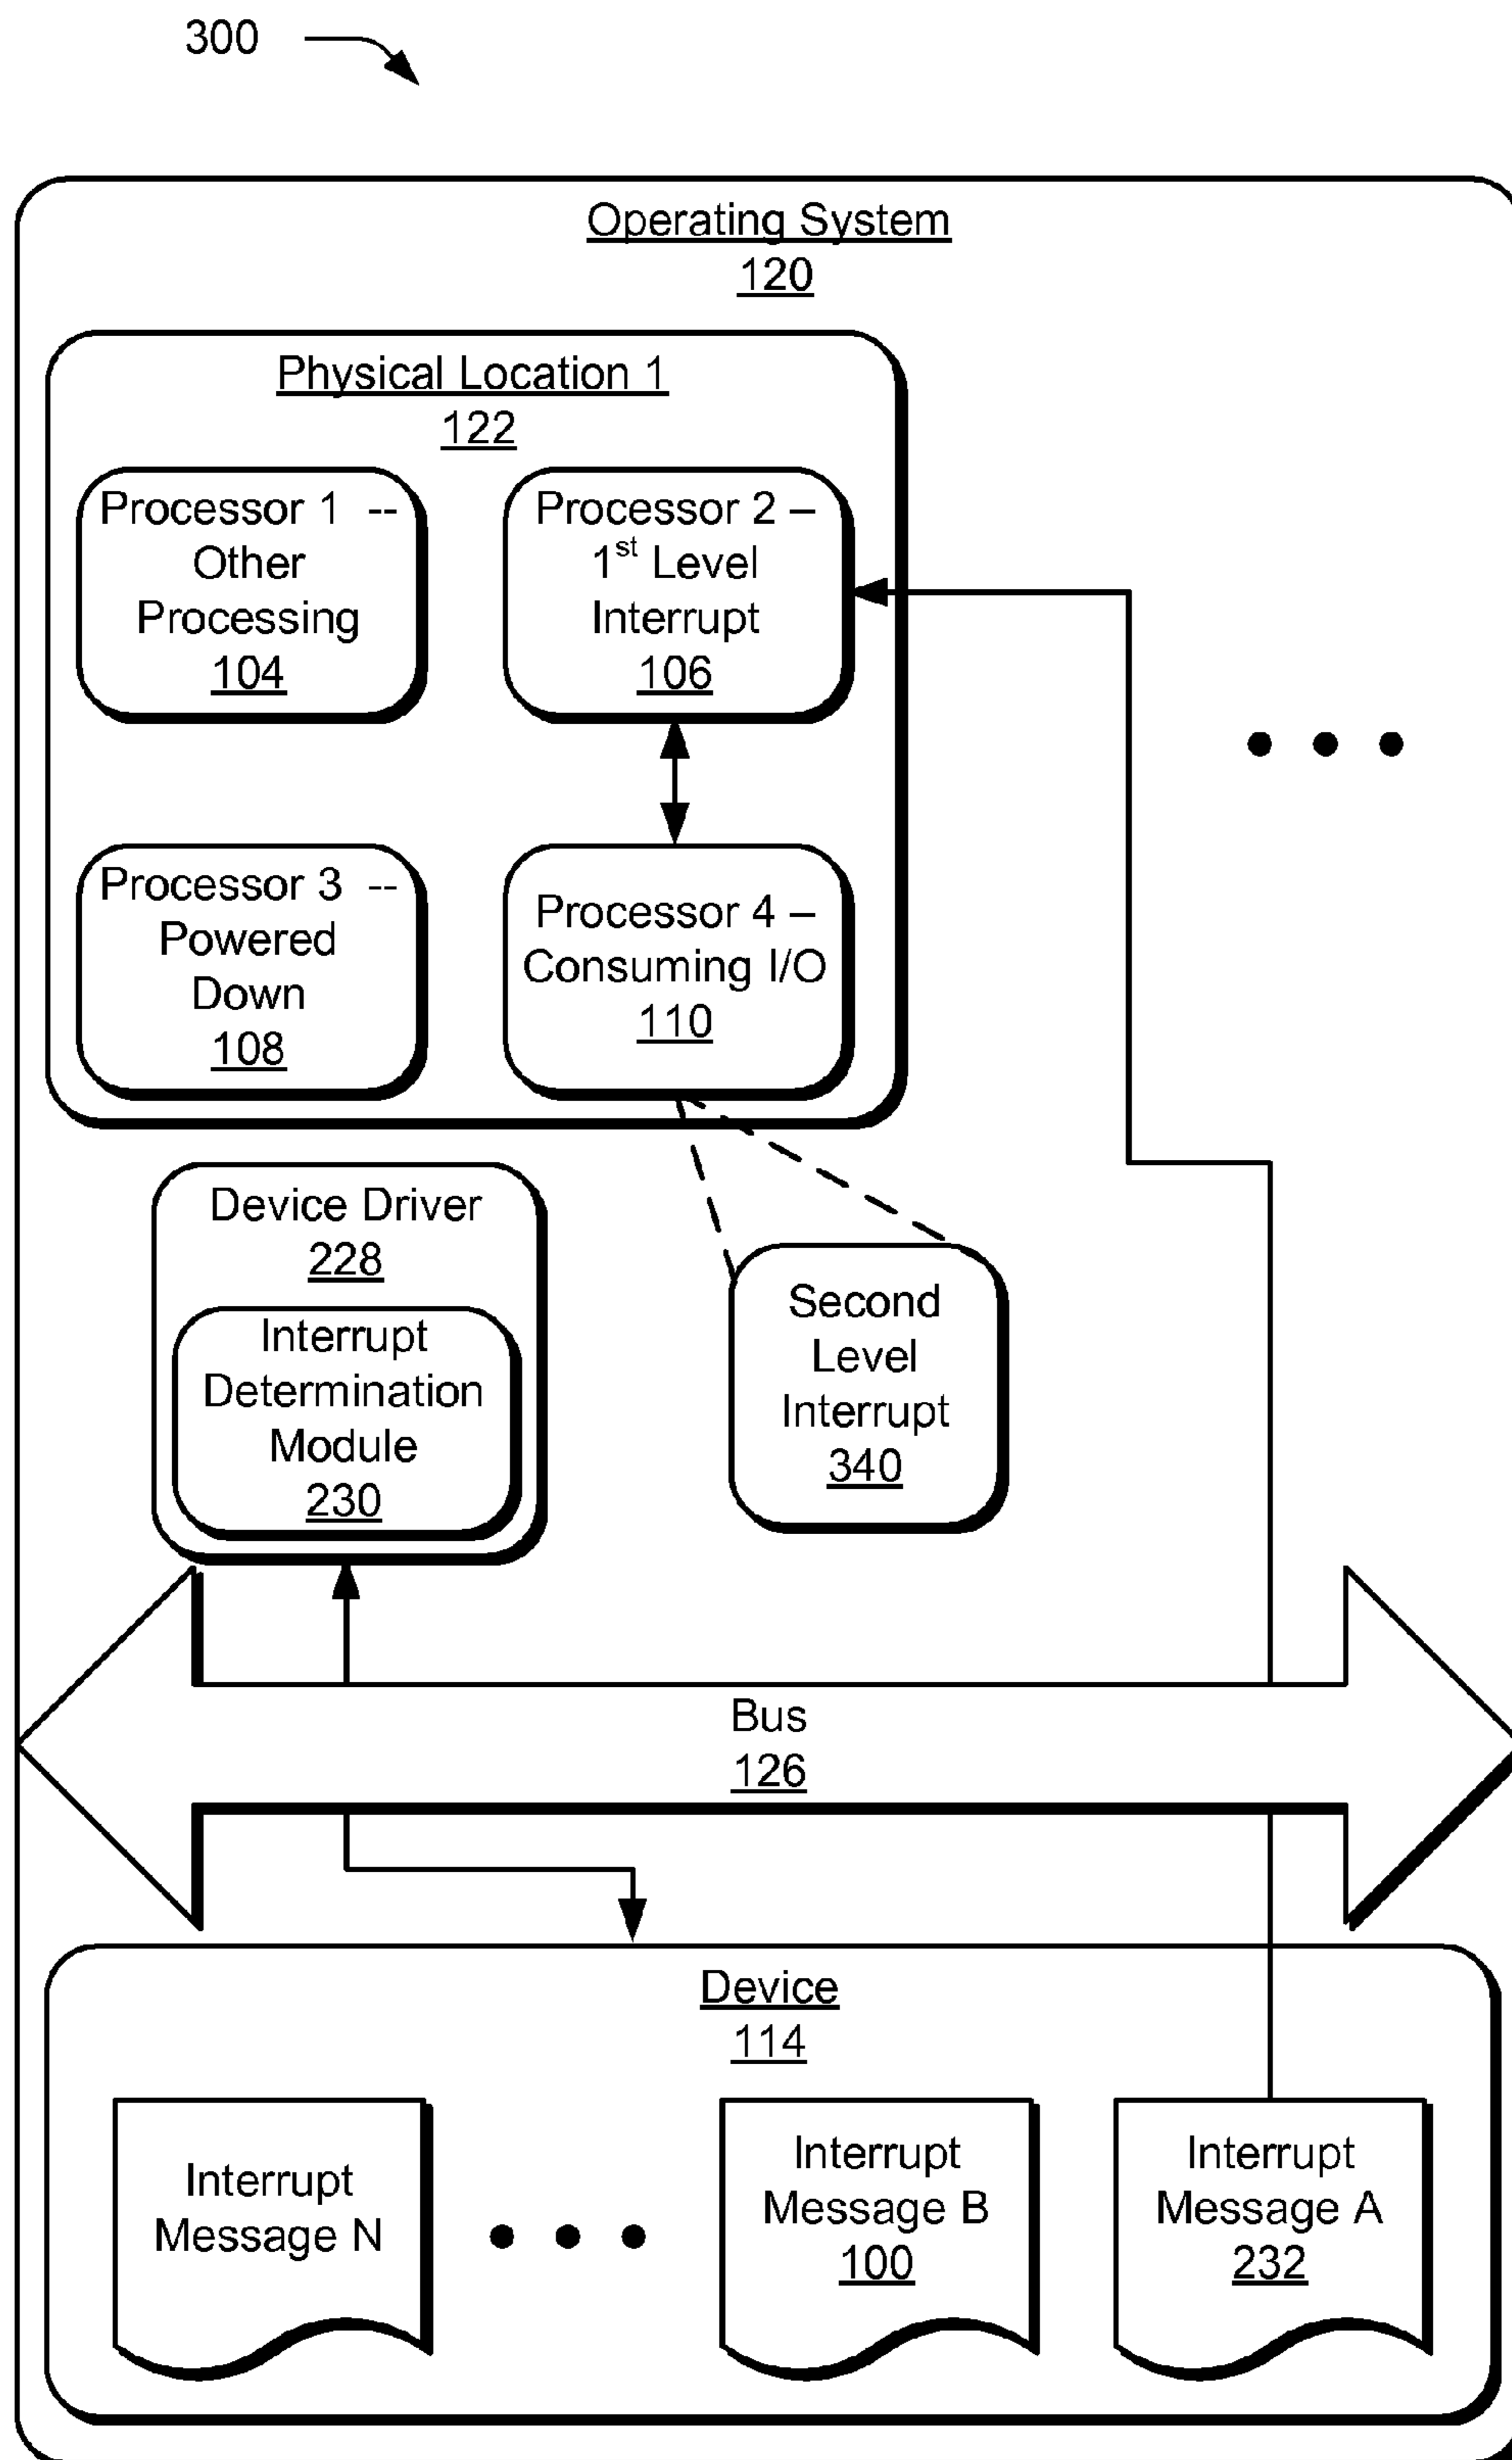 300
Operating System
120
Physical Location 1
122
Processor 1 --
Other
Processing
104
Processor 2 –
1st Level
Interrupt
106
Processor 3 --
Powered
Down
108
Processor 4 –
Consuming I/O
110
Device Driver
228
Interrupt
Determination
Module
230
Second
Level
Interrupt
340
Bus
126
Device
114
Interrupt
Message N
Interrupt
Message B
100
Interrupt
Message A
232